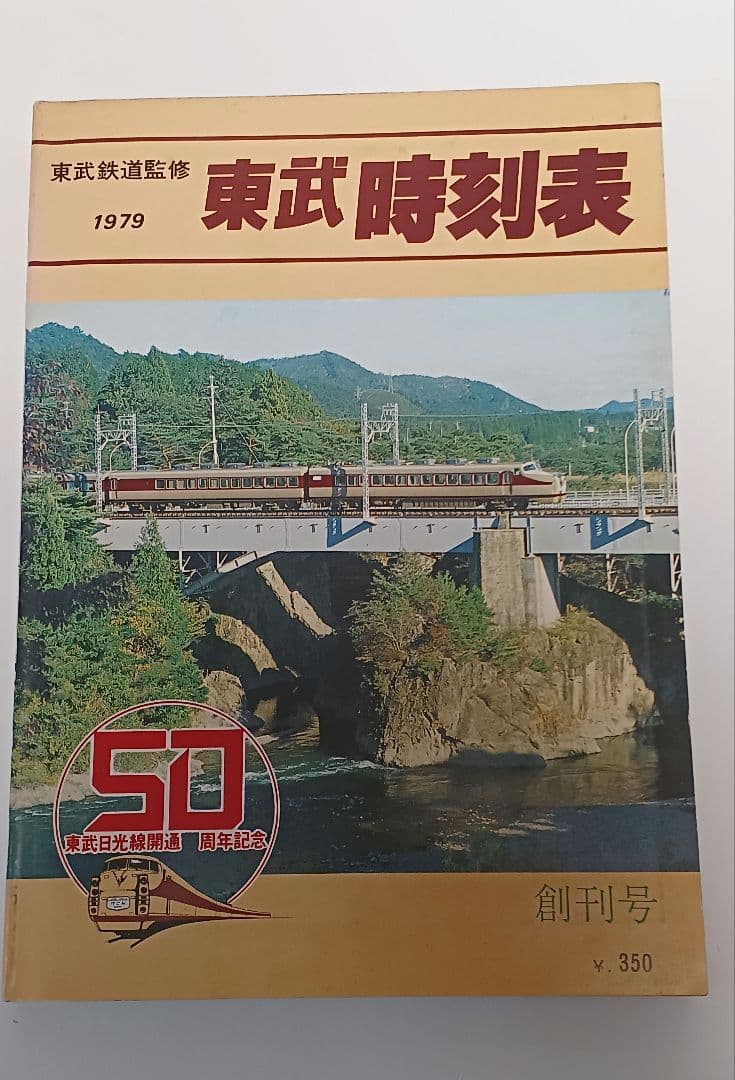 東武鉄道監修
1979
東武時刻表
50
東武日光線開通 周年記念
創刊号
¥.350